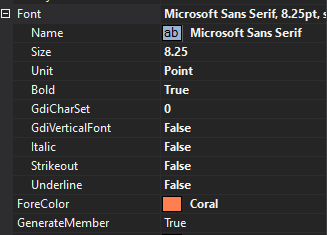 Font Microsoft Sans Serif, 8.25pt, s
Name ab Microsoft Sans Serif
Size 8.25
Unit Point
Bold True
GdiCharSet 0
GdiVerticalFont False
Italic False
Strikeout False
Underline False
ForeColor Coral
GenerateMember True